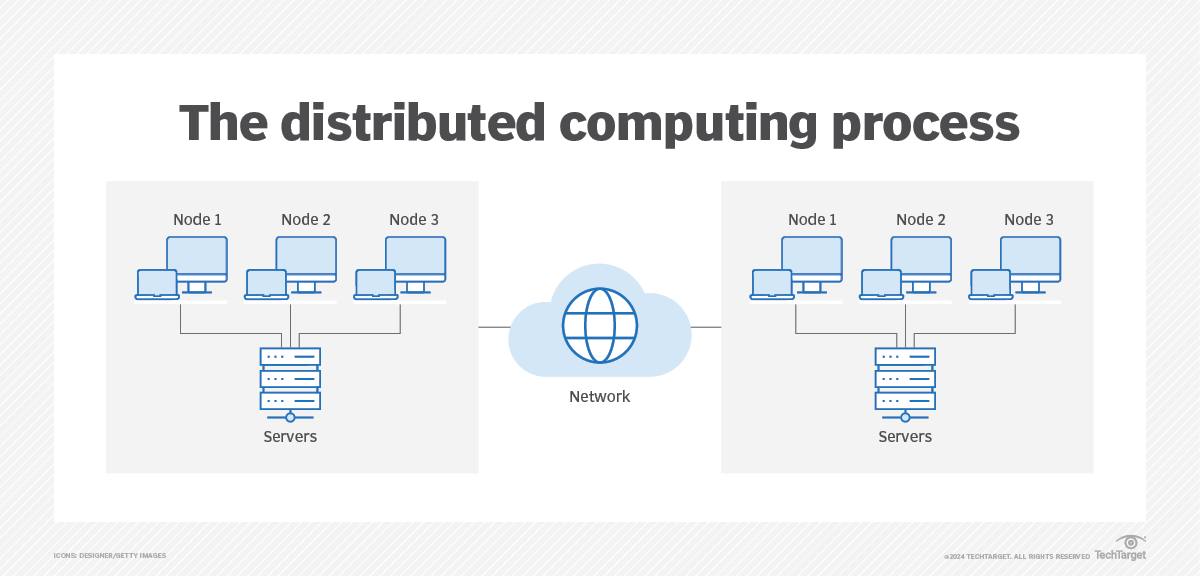 The distributed computing process
Node 1 Node 2 Node 3
Servers
Network
Node 1 Node 2 Node 3
Servers
ICONS: DESIGNER/GETTY IMAGES
©2024 TECHTARGET. ALL RIGHTS RESERVED TechTarget